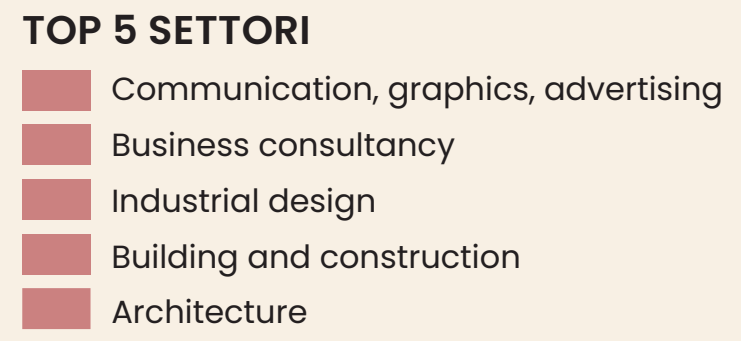 TOP 5 SETTORI
Communication, graphics, advertising
Business consultancy
Industrial design
Building and construction
Architecture